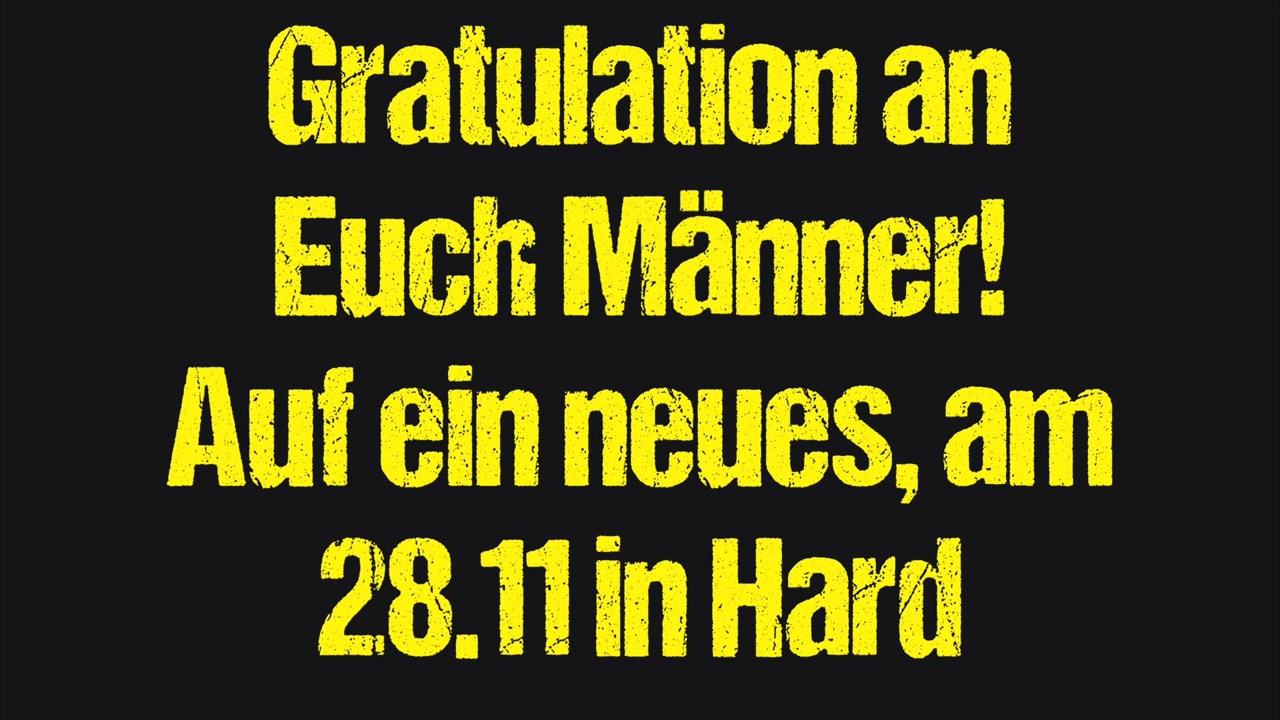 Gratulation an
Euch Männer!
Auf ein neues, am
28.11 in Hard